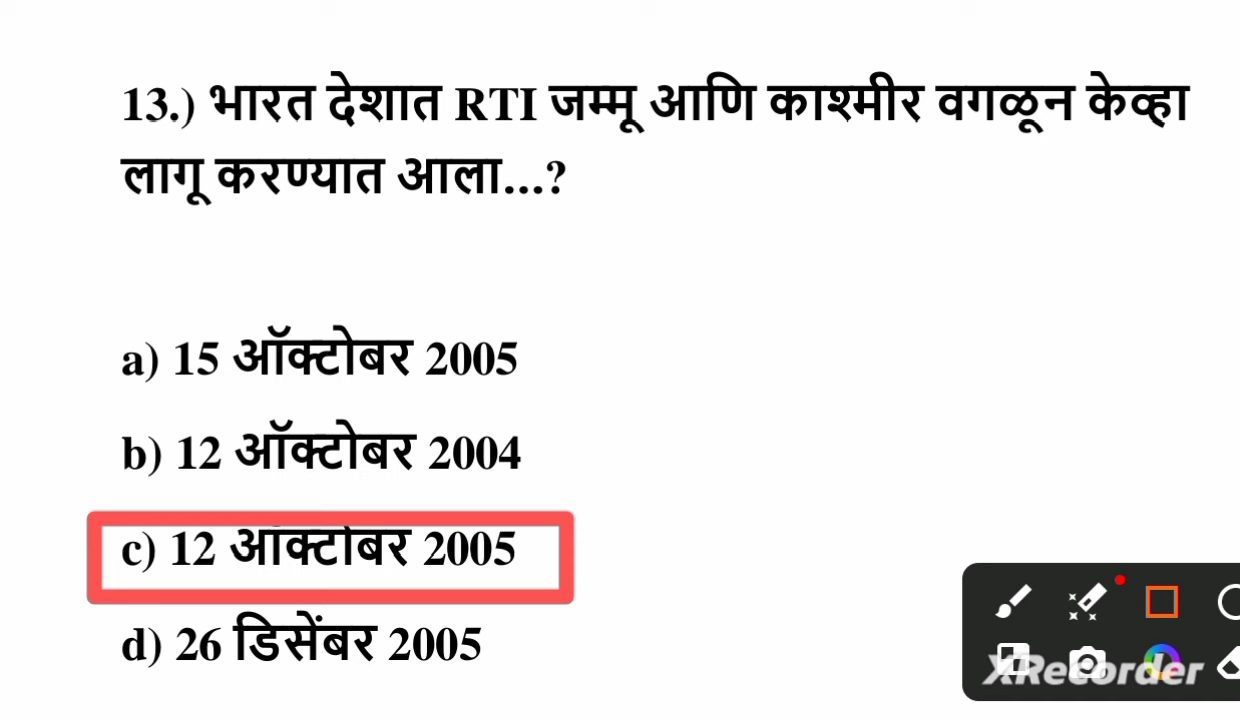 13.) भारत देशात RTI जम्मू आणि काश्मीर वगळून केव्हा
लागू करण्यात आला...?
a) 15 ऑक्टोबर 2005
b) 12 ऑक्टोबर 2004
c) 12 ऑक्टोबर 2005
d) 26 डिसेंबर 2005
XRecorder